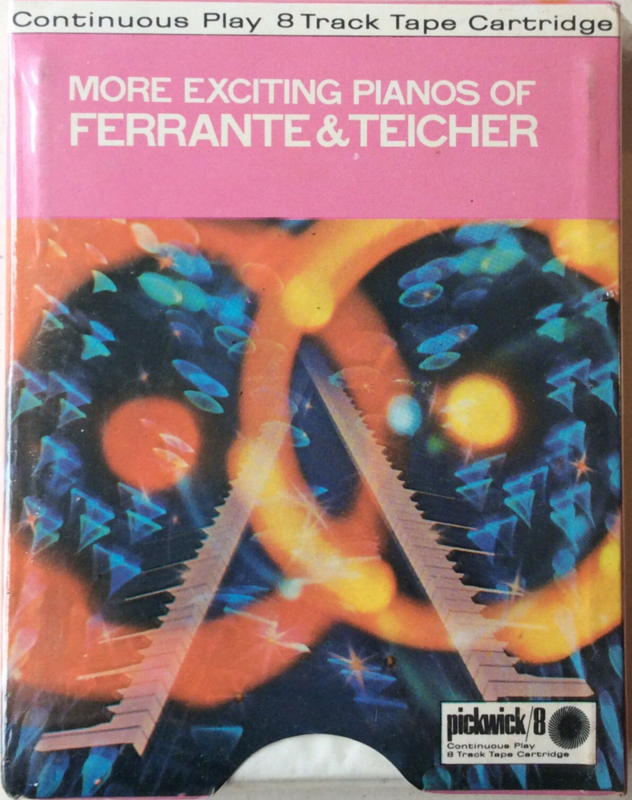 Continuous Play 8 Track Tape Cartridge
MORE EXCITING PIANOS OF
FERRANTE & TEICHER
pickwick/8
Continuous Play
8 Track Tape Cartridge